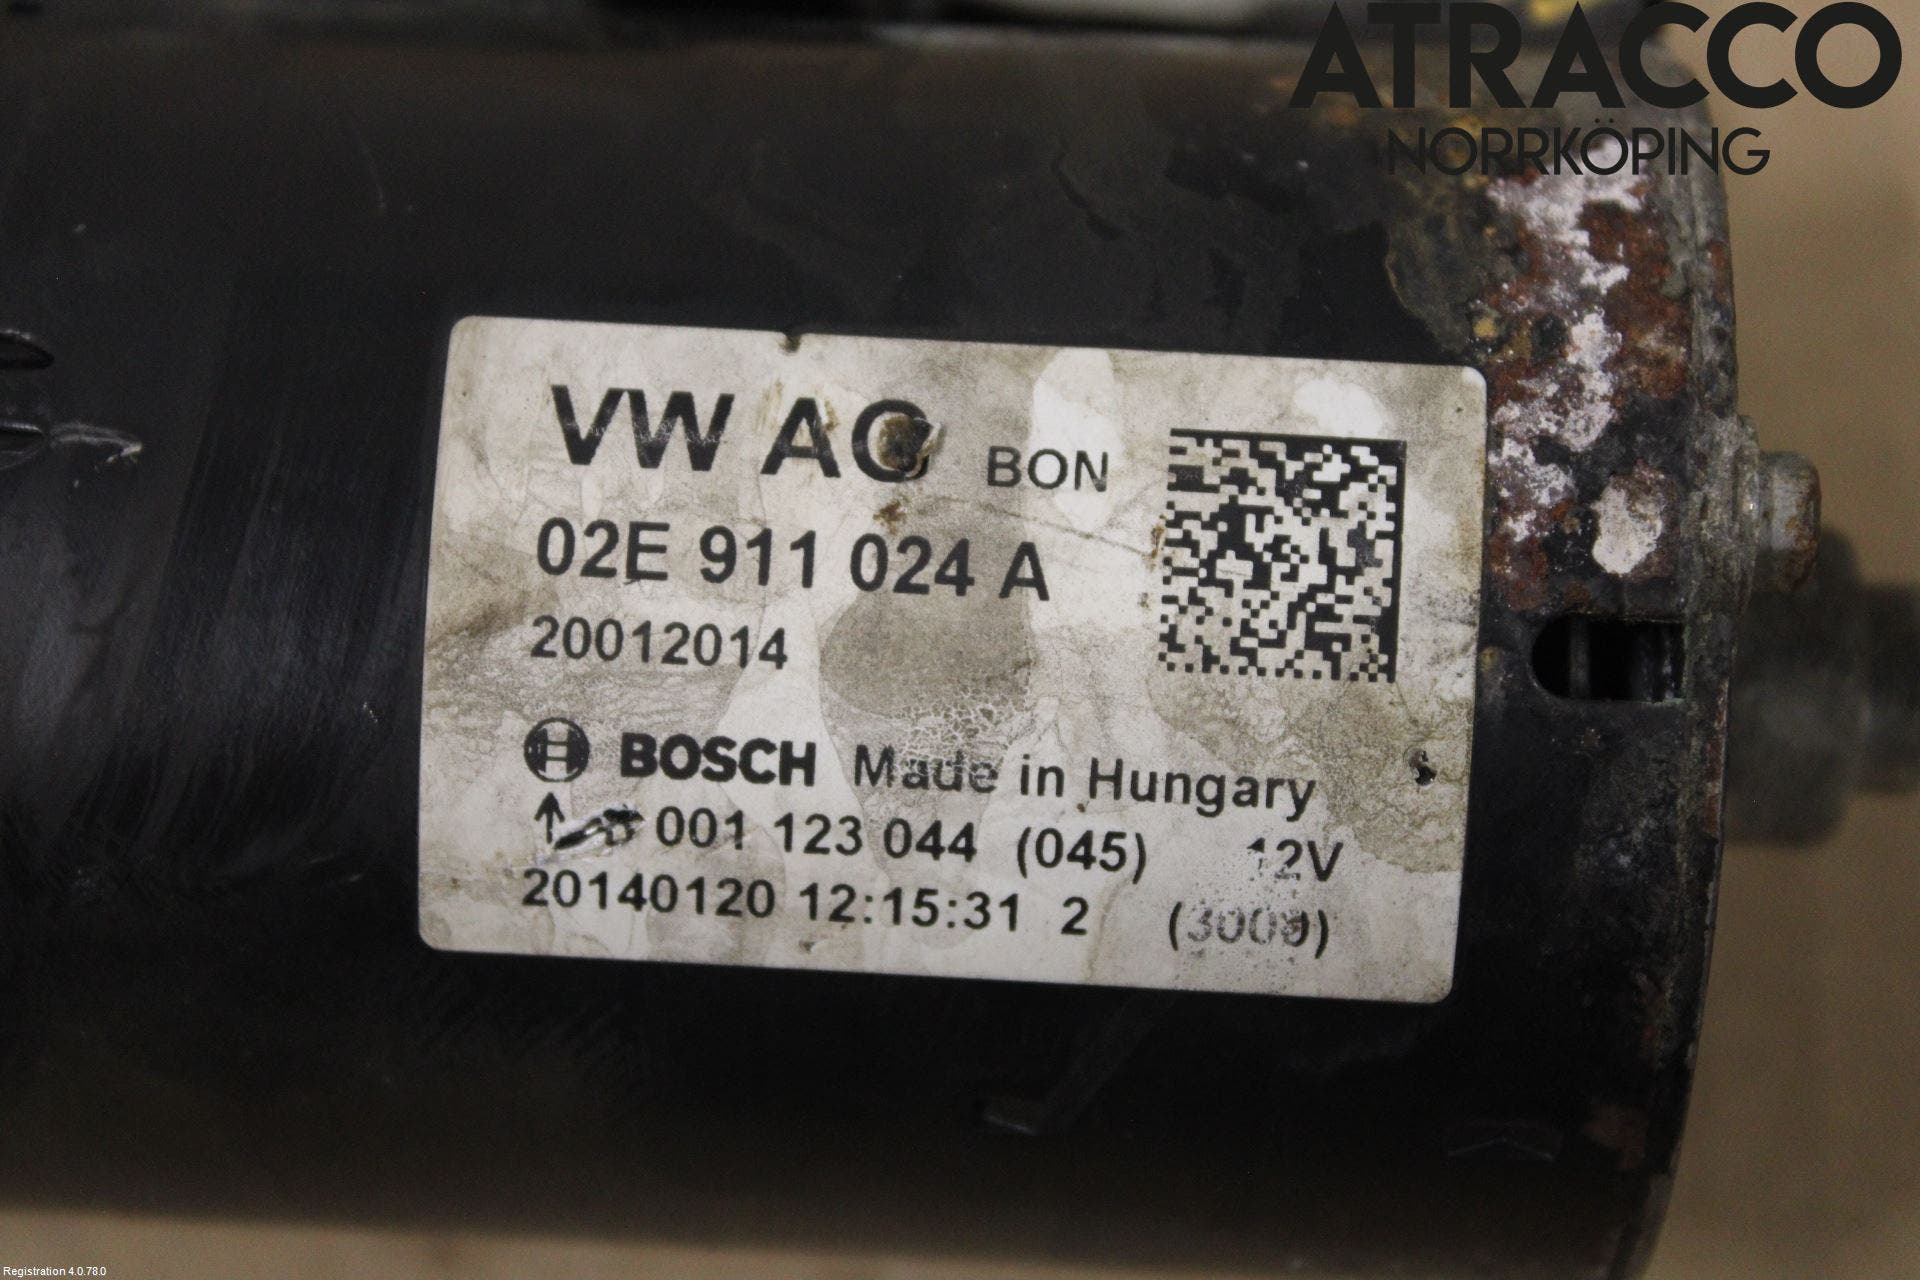 ATRACCO
NORRKÖPING
VW AG BON
02E 911 024 A
20012014
BOSCH Made in Hungary
001 123 044 (045) 12V
20140120 12:15:31 2
Registration 4.0.78.0